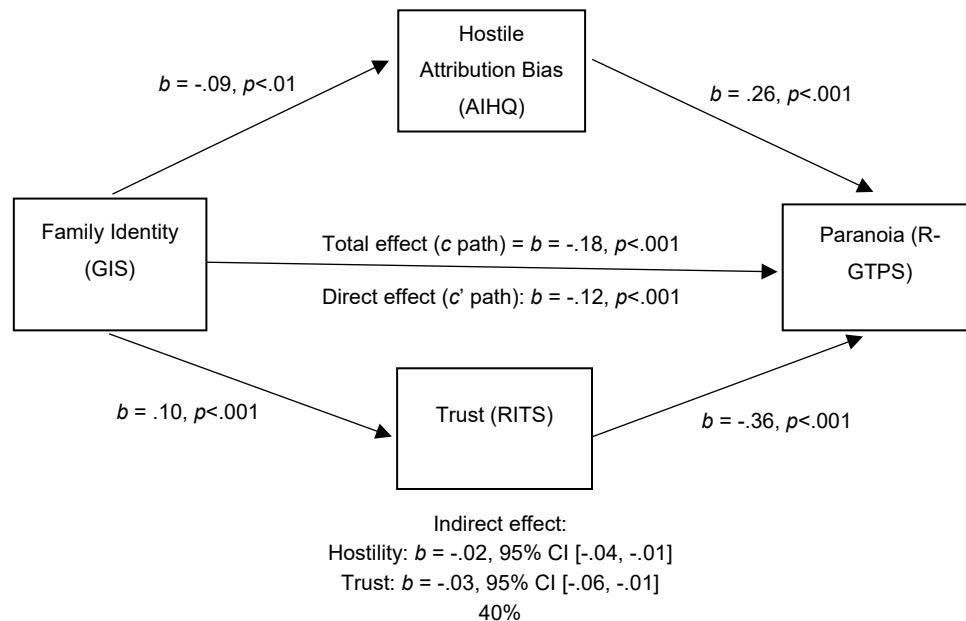 Hostile
Attribution Bias
(AIHQ)
b = -.09, p<.01
b = .26, p<.001
Family Identity
(GIS)
Total effect (c path) = b = -.18, p<.001
Direct effect (c' path): b = -.12, p<.001
Paranoia (R-
GTPS)
b = .10, p<.001
Trust (RITS)
b = -.36, p<.001
Indirect effect:
Hostility: b = -.02, 95% CI [-.04, -.01]
Trust: b = -.03, 95% CI [-.06, -.01]
40%